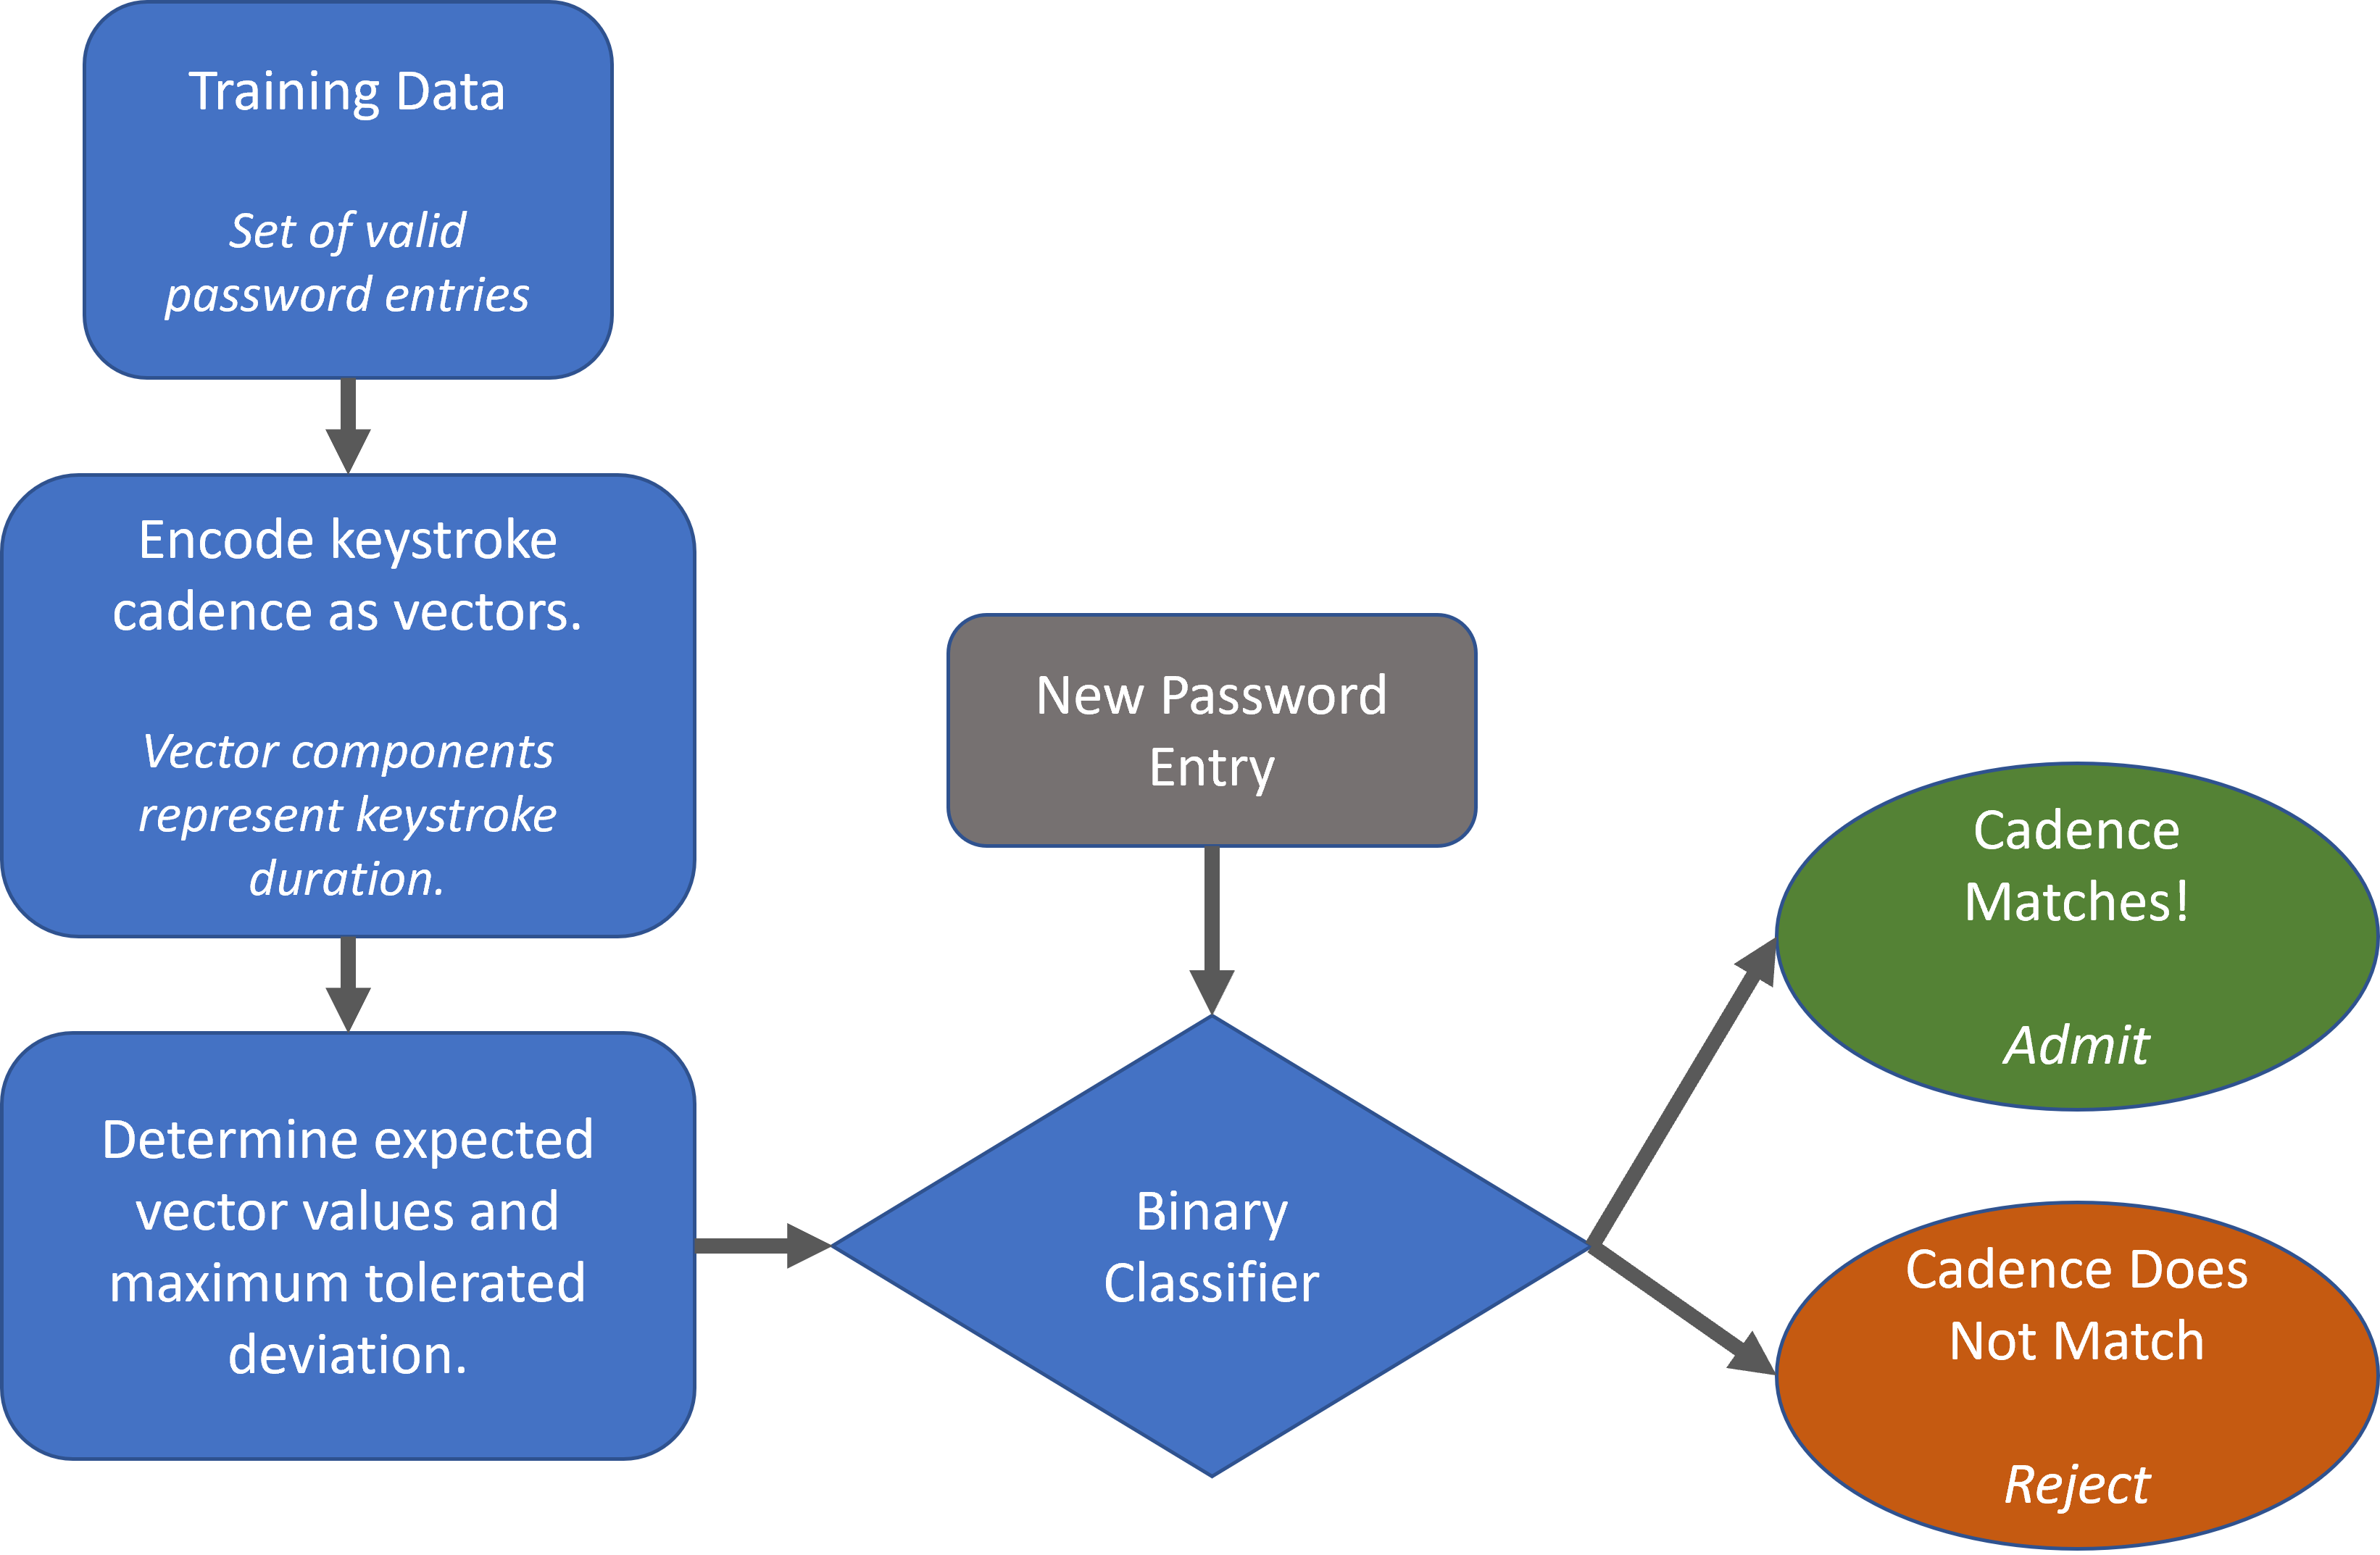 Training Data
Set of valid
password entries
Encode keystroke
cadence as vectors.
Vector components
represent keystroke
duration.
Determine expected
vector values and
maximum tolerated
deviation.
New Password
Entry
Binary
Classifier
Cadence
Matches!
Admit
Cadence Does
Not Match
Reject